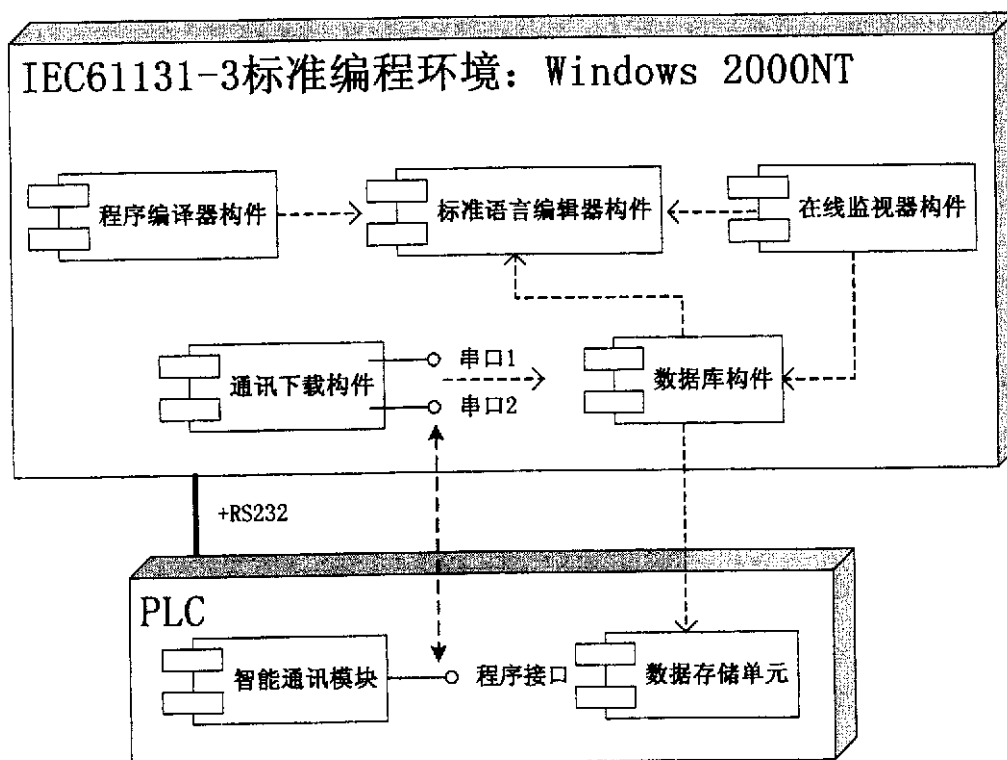 IEC61131-3标准编程环境：Windows 2000NT
程序编译器构件
标准语言编辑器构件
在线监视器构件
通讯下载构件
串口1
串口2
数据库构件
+RS232
PLC
智能通讯模块
程序接口
数据存储单元